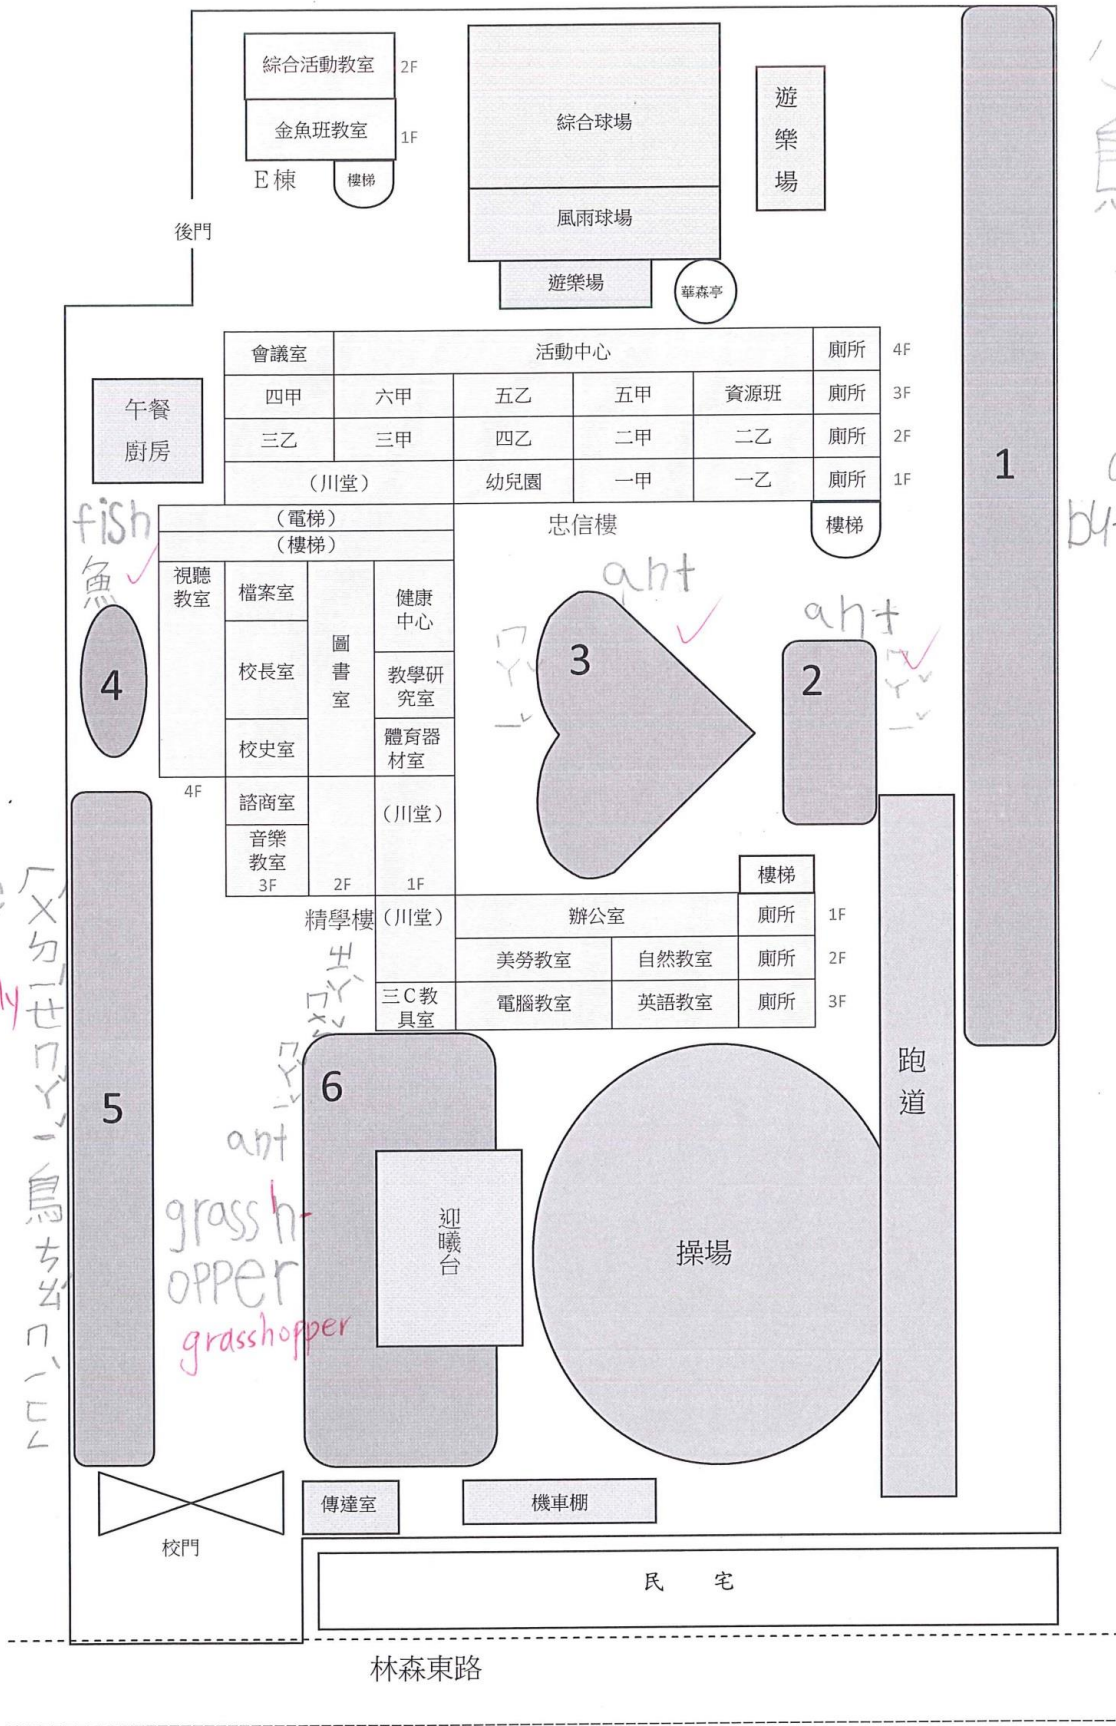 綜合活動教室 2F
金魚班教室 1F
E棟
樓梯
綜合球場
風雨球場
遊樂場
華森亭
遊樂場
後門
午餐廚房
會議室 活動中心 廁所 4F
四甲 六甲 五乙 五甲 資源班 廁所 3F
三乙 三甲 四乙 二甲 二乙 廁所 2F
(川堂) 幼兒園 一甲 一乙 廁所 1F
忠信樓
樓梯
(電梯)
(樓梯)
視聽教室
4F
檔案室
校長室
校史室
諮商室
音樂教室
3F
圖書室
2F
健康中心
教學研究室
體育器材室
(川堂)
1F
精學樓
(川堂) 辦公室 廁所 1F
美勞教室 自然教室 廁所 2F
三C教具室 電腦教室 英語教室 廁所 3F
樓梯
1
ant
ㄇㄚˇ
ㄧˇ
2
ant
ㄇㄚˇ
ㄧˇ
3
fish
魚
4
5
ㄇㄚˇ
ㄧˇ
ant
grassh-
opper
grasshopper
6
迎曦台
操場
跑道
校門
傳達室
機車棚
民 宅
林森東路